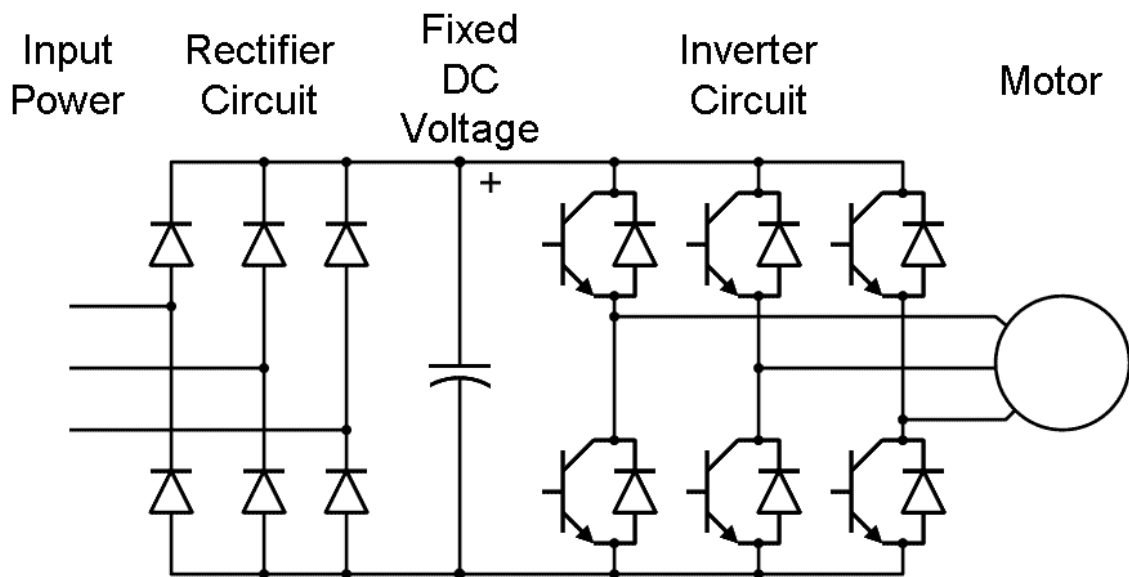 Input
Power
Rectifier
Circuit
Fixed
DC
Voltage
+
Inverter
Circuit
Motor